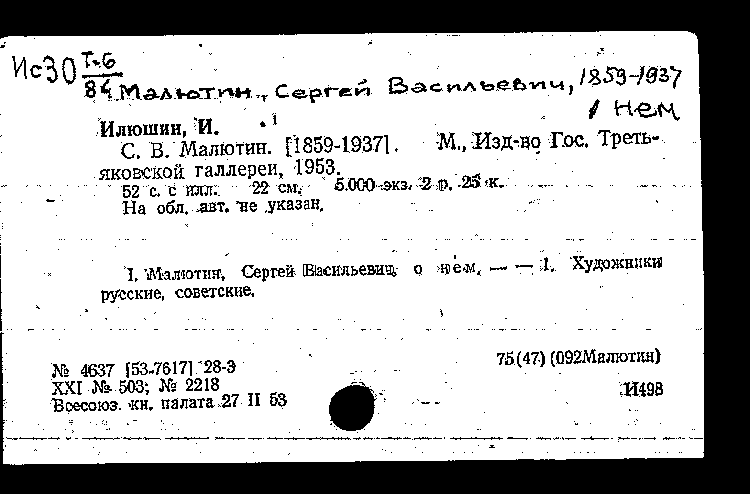 Ис30 Т-6
84
Малютин, Сергей Васильевич, 1859-1937
/ Нем
Илюшин, И.
С. В. Малютин. [1859-1937]. М., Изд-во Гос. Треть-
яковской галлереи, 1953.
52 с. с илл. 22 см. 5.000 экз. 2 р. 25 к.
На обл. авт. не указан.
I. Малютин, Сергей Васильевич, о нем. — — 1. Художники
русские, советские.
№ 4637 [53-7617] 28-Э
75(47)(092Малютин)
XXI № 503; № 2218
И498
Всесоюз. кн. палата 27 II 53